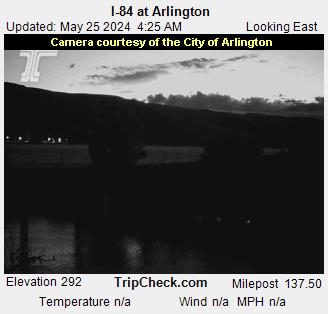 I-84 at Arlington
Updated: May 25 2024 4:25 AM Looking East
Camera courtesy of the City of Arlington
Elevation 292 TripCheck.com Milepost 137.50
Temperature n/a Wind n/a MPH n/a